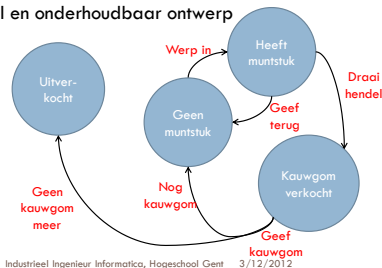 l en onderhoudbaar ontwerp
Werp in
Heeft
muntstuk
Uitver-
kocht
Draai
hendel
Geen
muntstuk
Geef
terug
Kauwgom
verkocht
Geen
kauwgom
meer
Nog
kauwgom
Geef
kauwgom
Industrieel Ingenieur Informatica, Hogeschool Gent 3/12/2012